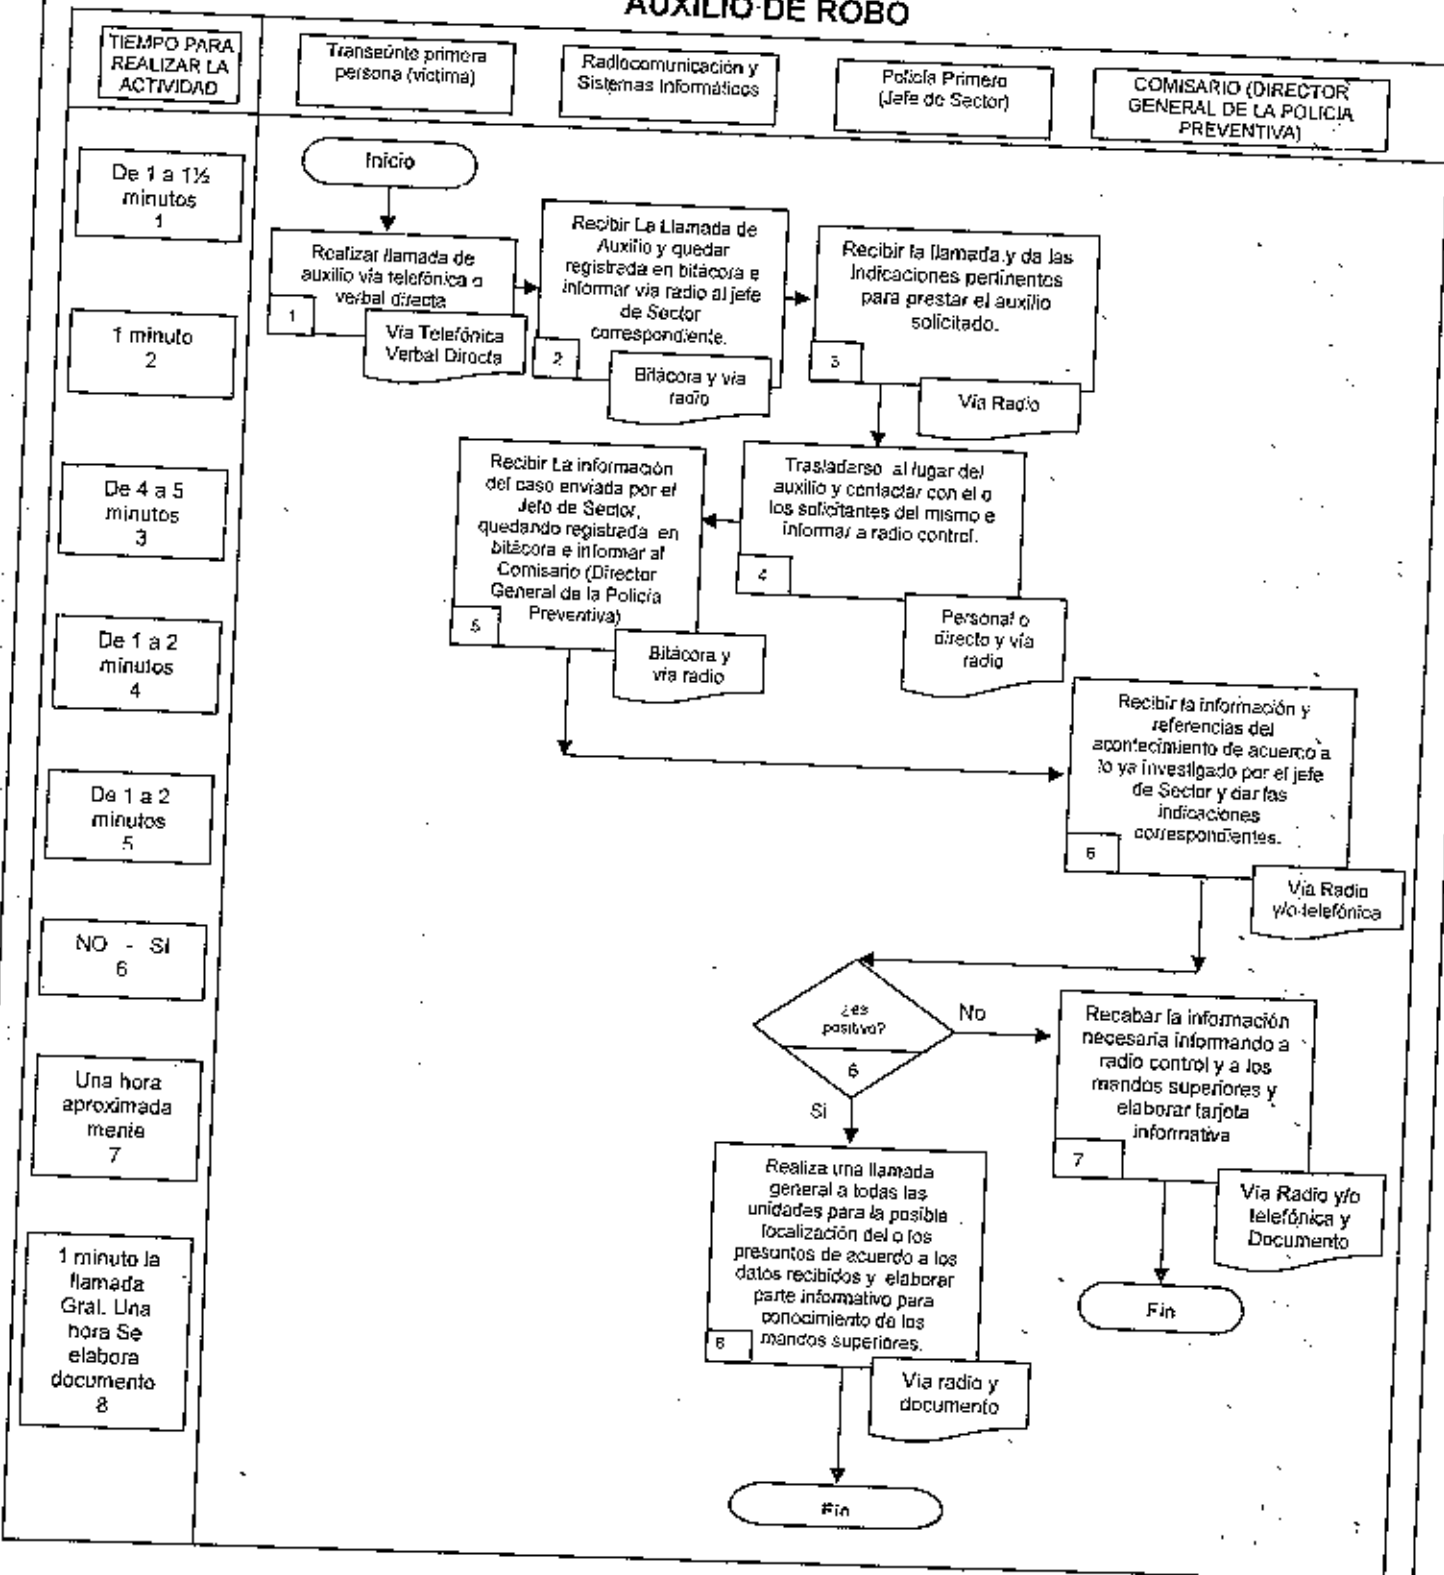 AUXILIO DE ROBO
TIEMPO PARA
REALIZAR LA
ACTIVIDAD
Transeúnte primera
persona (víctima)
Radiocomunicación y
Sistemas Informáticos
Policía Primero
(Jefe de Sector)
COMISARIO (DIRECTOR
GENERAL DE LA POLICIA
PREVENTIVA)
De 1 a 1½
minutos
1
1 minuto
2
De 4 a 5
minutos
3
De 1 a 2
minutos
4
De 1 a 2
minutos
5
NO - SI
6
Una hora
aproximada
mente
7
1 minuto la
llamada
Gral. Una
hora Se
elabora
documento
8
Inicio
Realizar llamada de
auxilio vía telefónica o
verbal directa
1
Vía Telefónica
Verbal Directa
Recibir La Llamada de
Auxilio y quedar
registrada en bitácora e
informar vía radio al jefe
de Sector
correspondiente.
2
Bitácora y vía
radio
Recibir la llamada y da las
Indicaciones pertinentes
para prestar el auxilio
solicitado.
3
Vía Radio
Trasladarse al lugar del
auxilio y contactar con el o
los solicitantes del mismo e
informar a radio control.
4
Personal o
directo y vía
radio
Recibir La información
del caso enviada por el
Jefe de Sector,
quedando registrada en
bitácora e informar al
Comisario (Director
General de la Policía
Preventiva)
5
Bitácora y
vía radio
Recibir la información y
referencias del
acontecimiento de acuerdo a
lo ya investigado por el jefe
de Sector y dar las
indicaciones
correspondientes.
6
Vía Radio
y/o telefónica
¿es
positivo?
6
No
Si
Recabar la información
necesaria informando a
radio control y a los
mandos superiores y
elaborar tarjeta
informativa
7
Vía Radio y/o
telefónica y
Documento
Fin
Realiza una llamada
general a todas las
unidades para la posible
localización del o los
presuntos de acuerdo a los
datos recibidos y elaborar
parte informativo para
conocimiento de los
mandos superiores.
8
Vía radio y
documento
Fin